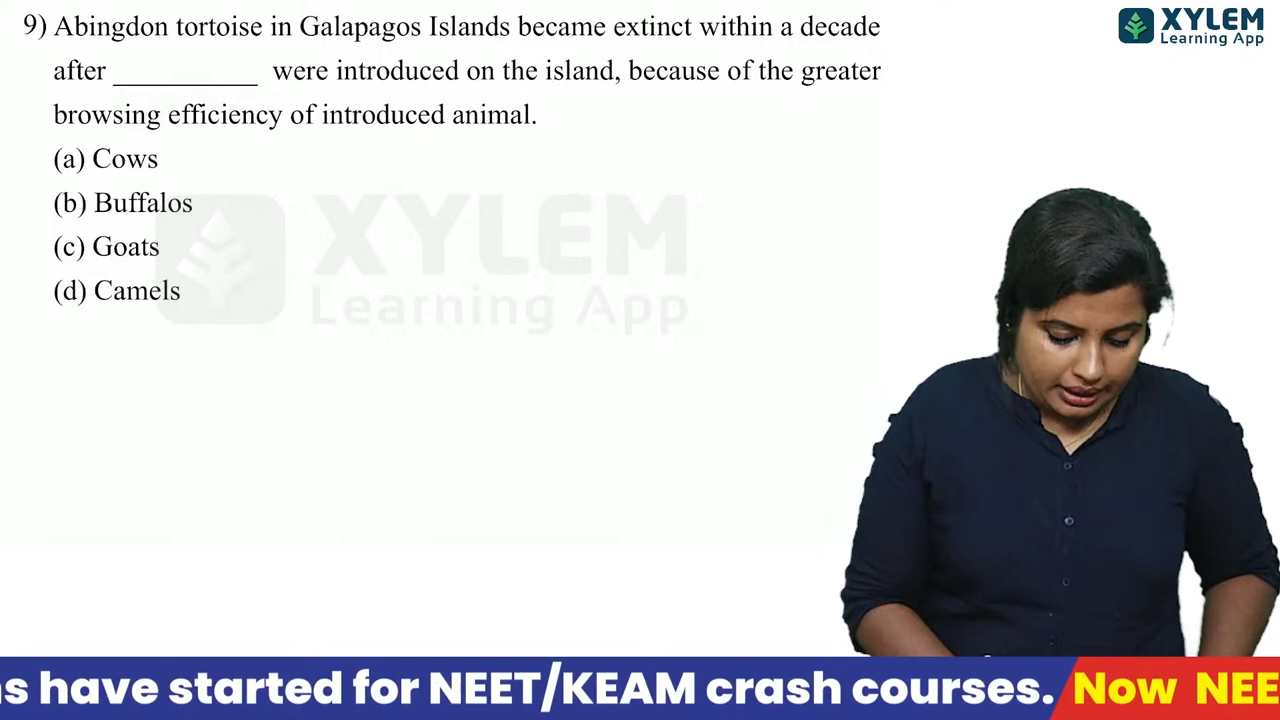 9) Abingdon tortoise in Galapagos Islands became extinct within a decade
after __________ were introduced on the island, because of the greater
browsing efficiency of introduced animal.
(a) Cows
(b) Buffalos
(c) Goats
(d) Camels
XYLEM
Learning App
XYLEM
Learning App
have started for NEET/KEAM crash courses. Now